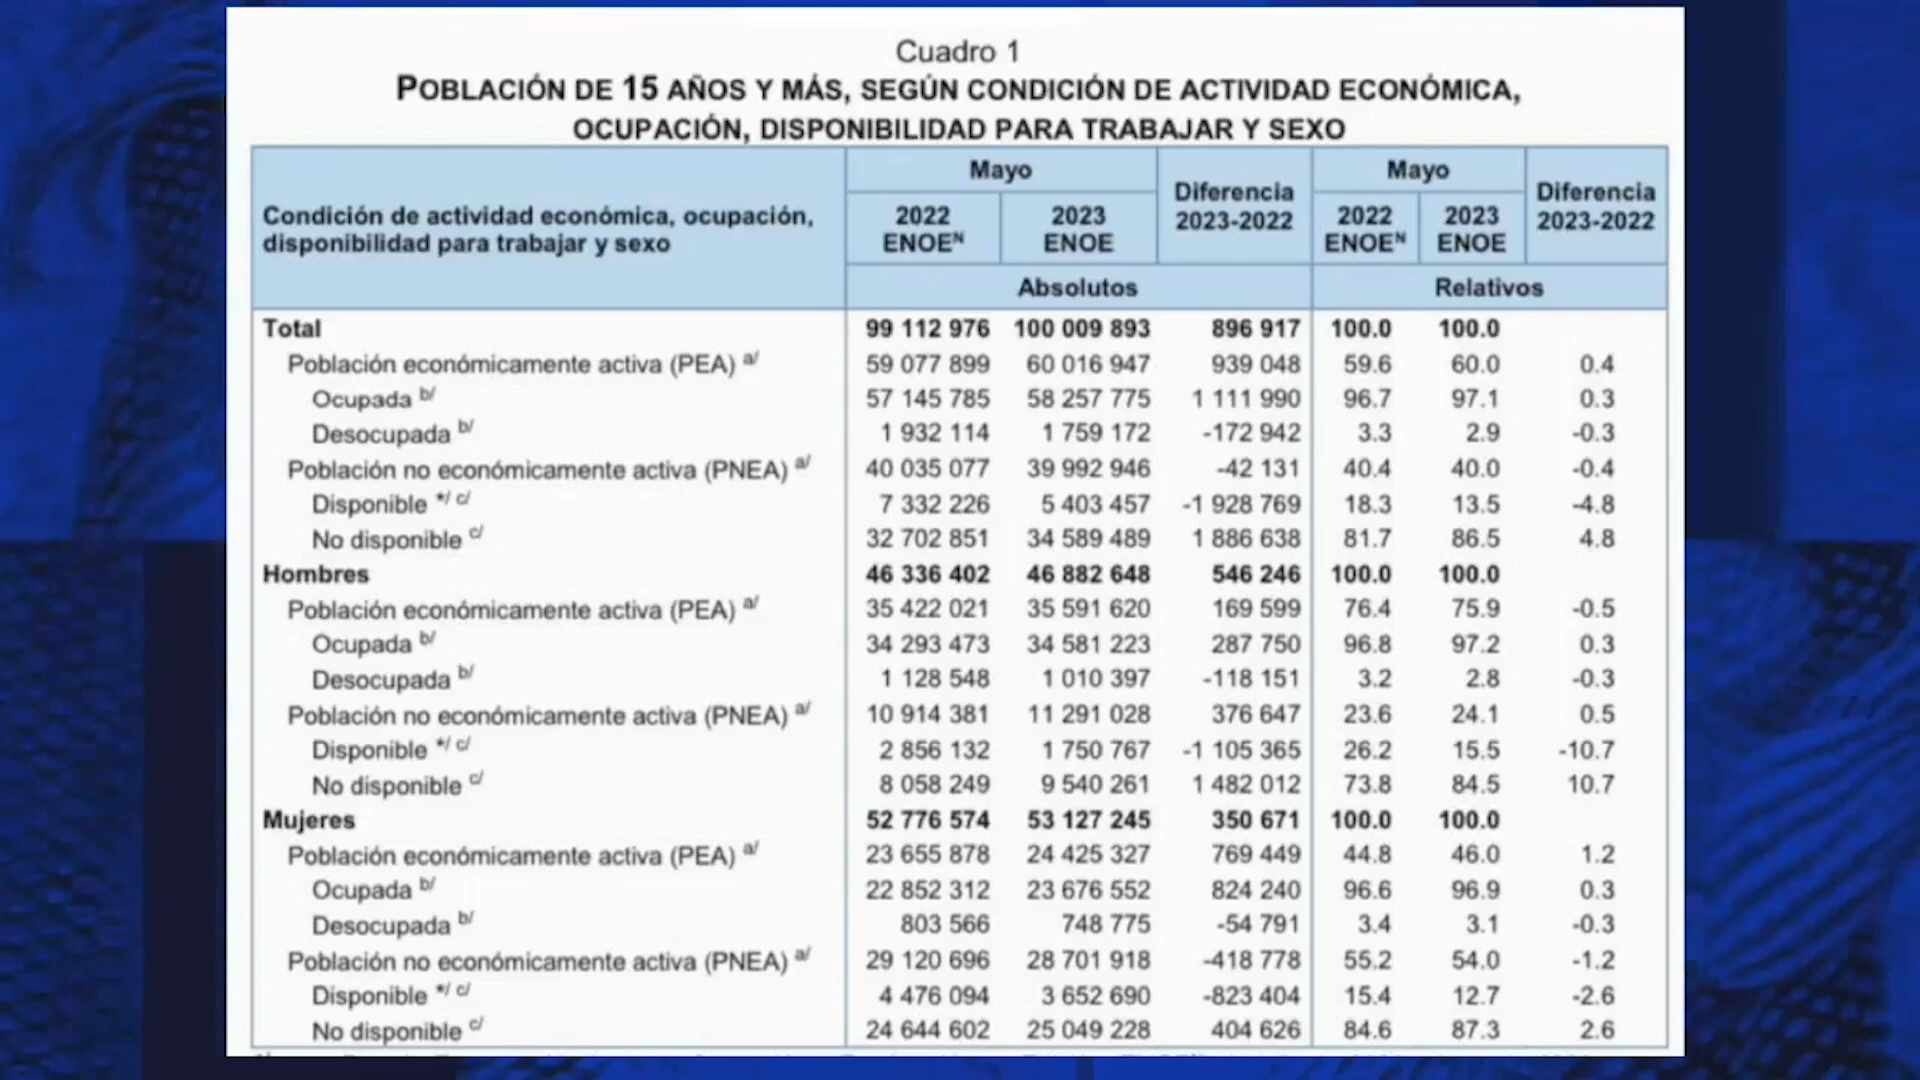 Cuadro 1
POBLACIÓN DE 15 AÑOS Y MÁS, SEGÚN CONDICIÓN DE ACTIVIDAD ECONÓMICA,
OCUPACIÓN, DISPONIBILIDAD PARA TRABAJAR Y SEXO
Condición de actividad económica, ocupación,
disponibilidad para trabajar y sexo
Mayo
2022
ENOEᴺ
2023
ENOE
Diferencia
2023-2022
Mayo
2022
ENOEᴺ
2023
ENOE
Diferencia
2023-2022
Absolutos
Relativos
Total 99 112 976 100 009 893 896 917 100.0 100.0
Población económicamente activa (PEA) a/ 59 077 899 60 016 947 939 048 59.6 60.0 0.4
Ocupada b/ 57 145 785 58 257 775 1 111 990 96.7 97.1 0.3
Desocupada b/ 1 932 114 1 759 172 -172 942 3.3 2.9 -0.3
Población no económicamente activa (PNEA) a/ 40 035 077 39 992 946 -42 131 40.4 40.0 -0.4
Disponible */ c/ 7 332 226 5 403 457 -1 928 769 18.3 13.5 -4.8
No disponible c/ 32 702 851 34 589 489 1 886 638 81.7 86.5 4.8
Hombres 46 336 402 46 882 648 546 246 100.0 100.0
Población económicamente activa (PEA) a/ 35 422 021 35 591 620 169 599 76.4 75.9 -0.5
Ocupada b/ 34 293 473 34 581 223 287 750 96.8 97.2 0.3
Desocupada b/ 1 128 548 1 010 397 -118 151 3.2 2.8 -0.3
Población no económicamente activa (PNEA) a/ 10 914 381 11 291 028 376 647 23.6 24.1 0.5
Disponible */ c/ 2 856 132 1 750 767 -1 105 365 26.2 15.5 -10.7
No disponible c/ 8 058 249 9 540 261 1 482 012 73.8 84.5 10.7
Mujeres 52 776 574 53 127 245 350 671 100.0 100.0
Población económicamente activa (PEA) a/ 23 655 878 24 425 327 769 449 44.8 46.0 1.2
Ocupada b/ 22 852 312 23 676 552 824 240 96.6 96.9 0.3
Desocupada b/ 803 566 748 775 -54 791 3.4 3.1 -0.3
Población no económicamente activa (PNEA) a/ 29 120 696 28 701 918 -418 778 55.2 54.0 -1.2
Disponible */ c/ 4 476 094 3 652 690 -823 404 15.4 12.7 -2.6
No disponible c/ 24 644 602 25 049 228 404 626 84.6 87.3 2.6